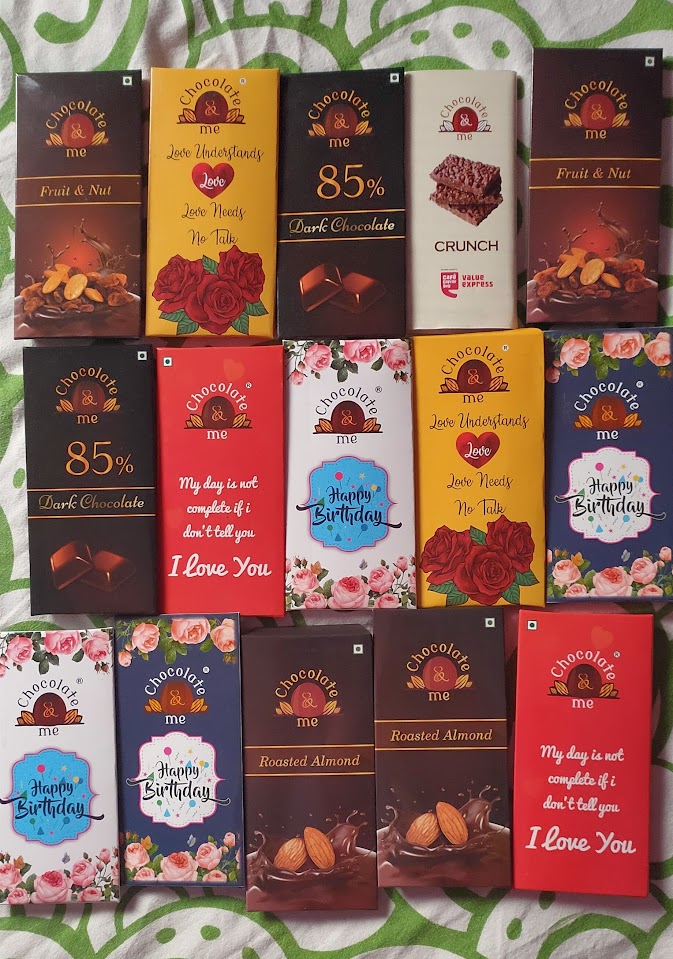 Chocolate
&
me
Fruit & Nut
Chocolate
&
me
®
Love Understands
Love
Love Needs
No Talk
Chocolate
&
me
85%
Dark Chocolate
Chocolate
&
me
CRUNCH
VALUE
EXPRESS
Chocolate
&
me
Fruit & Nut
Chocolate
&
me
85%
Dark Chocolate
Chocolate
®
&
me
My day is not
complete if i
don't tell you
I Love You
Chocolate
®
&
me
Happy
Birthday
Chocolate
®
&
me
Love Understands
Love
Love Needs
No Talk
Chocolate
®
&
me
Happy
Birthday
Chocolate
®
&
me
Happy
Birthday
Chocolate
®
&
me
Happy
Birthday
Chocolate
&
me
Roasted Almond
Chocolate
&
me
Roasted Almond
Chocolate
®
&
me
My day is not
complete if i
don't tell you
I Love You